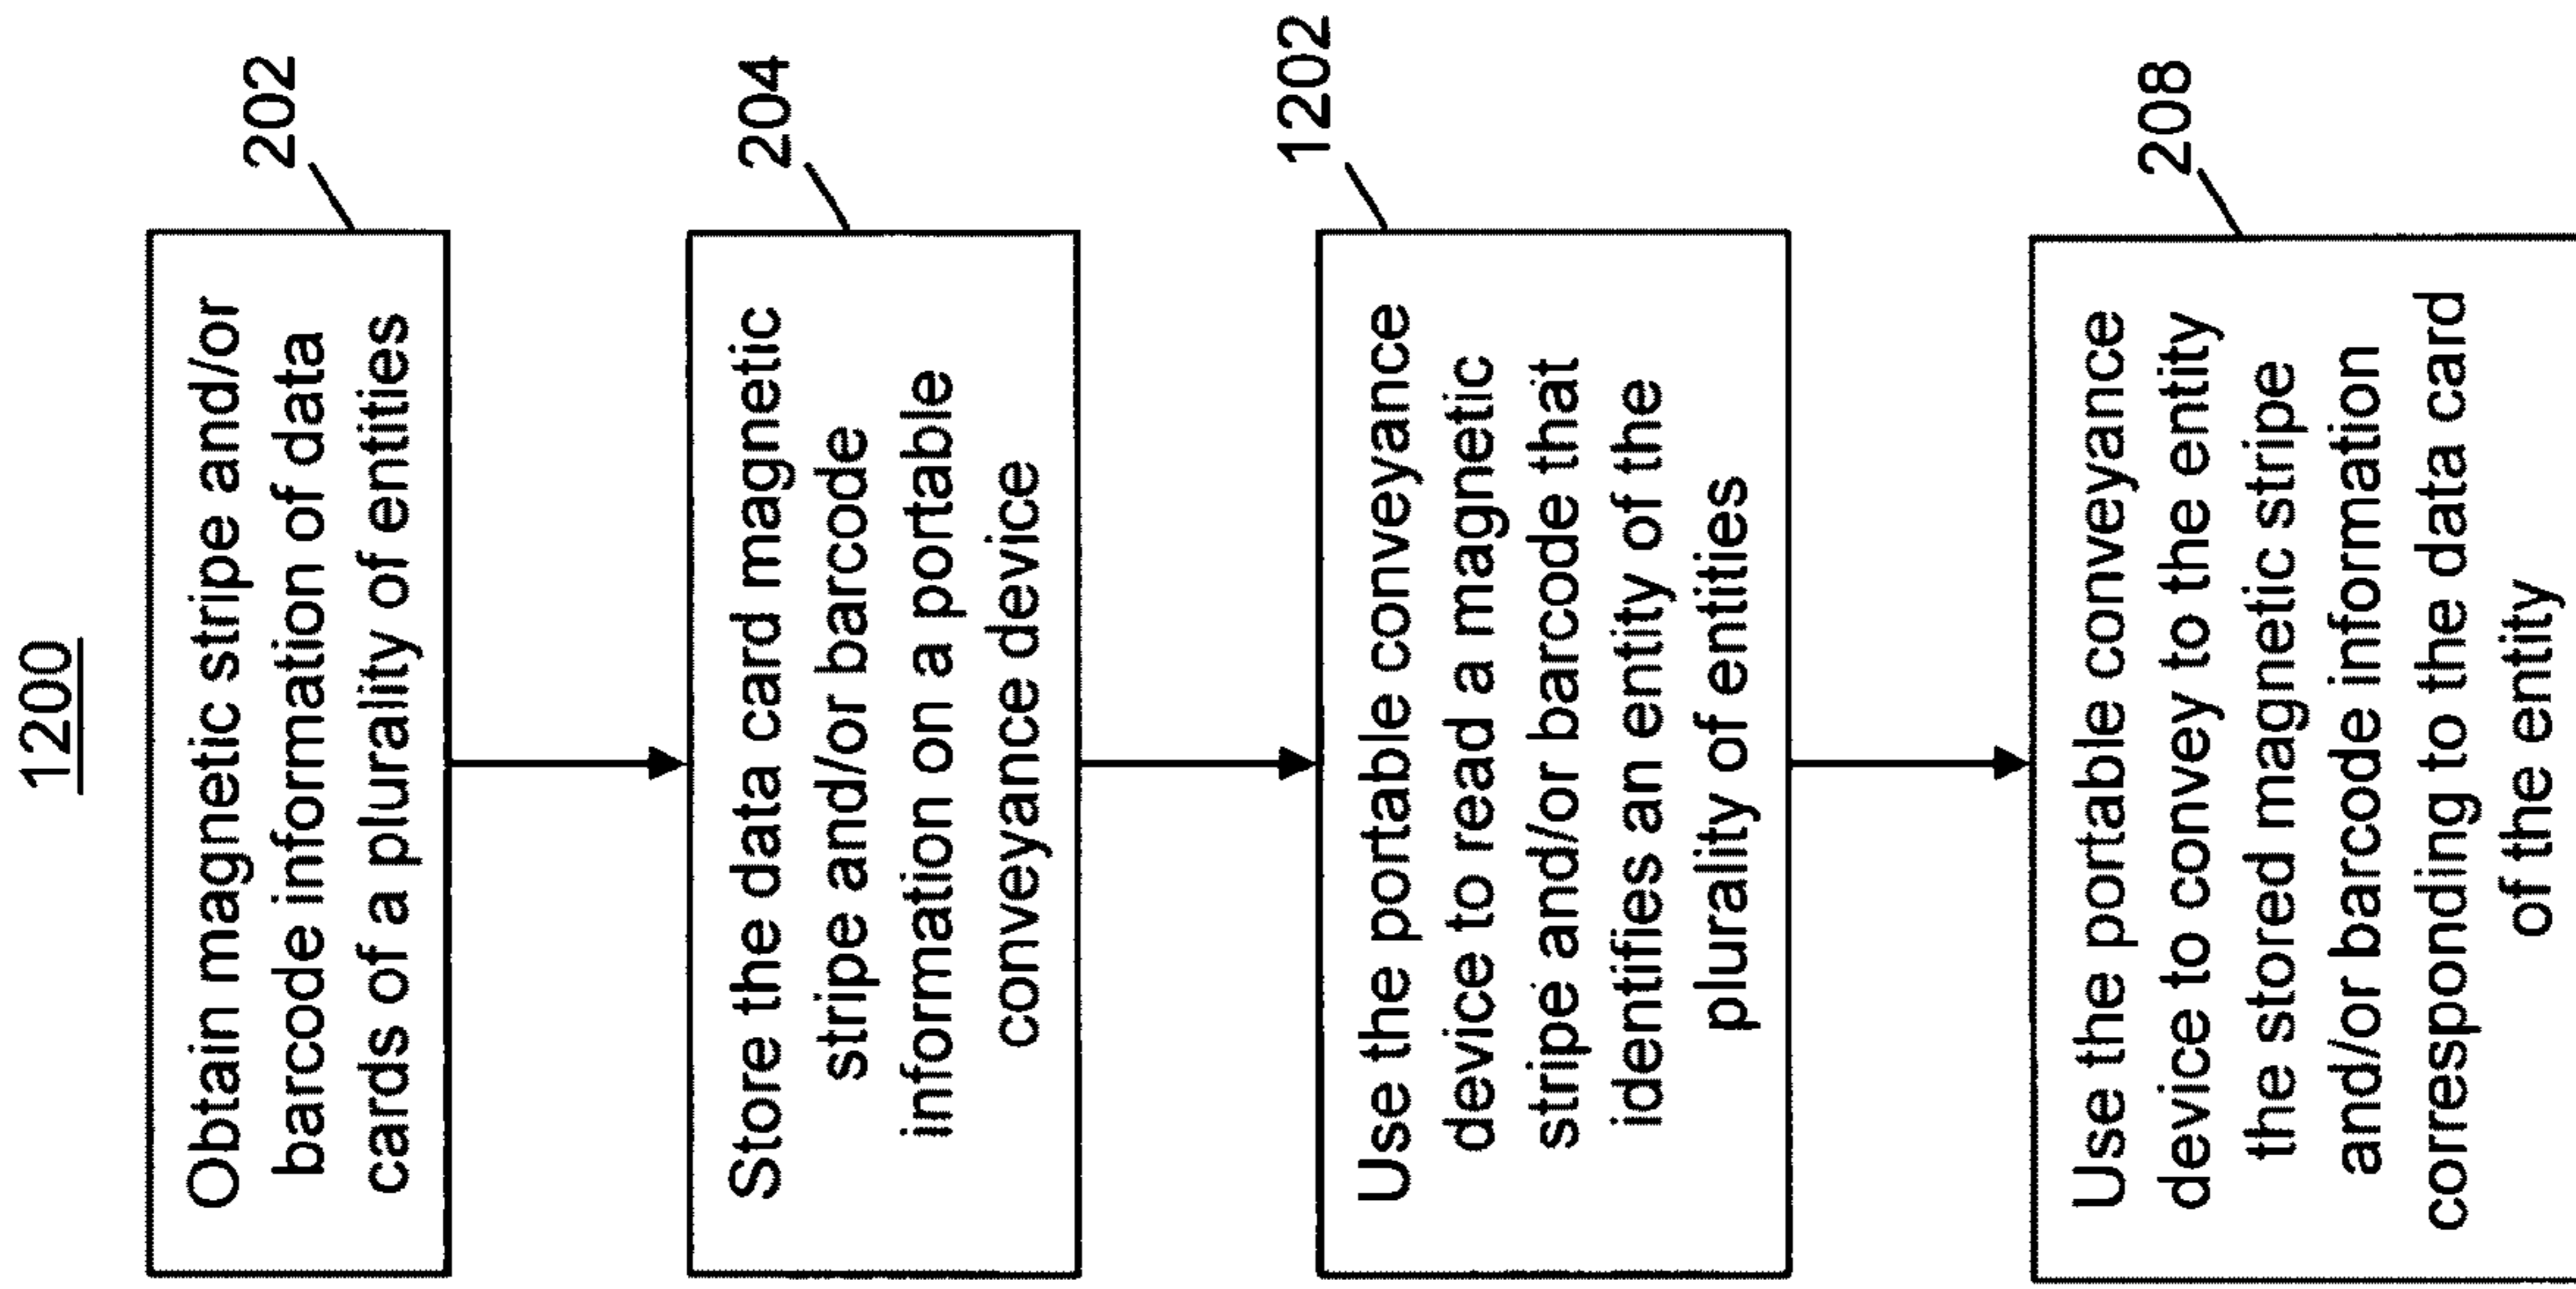 1200
202
Obtain magnetic stripe and/or
barcode information of data
cards of a plurality of entities
204
Store the data card magnetic
stripe and/or barcode
information on a portable
conveyance device
1202
Use the portable conveyance
device to read a magnetic
stripe and/or barcode that
identifies an entity of the
plurality of entities
208
Use the portable conveyance
device to convey to the entity
the stored magnetic stripe
and/or barcode information
corresponding to the data card
of the entity